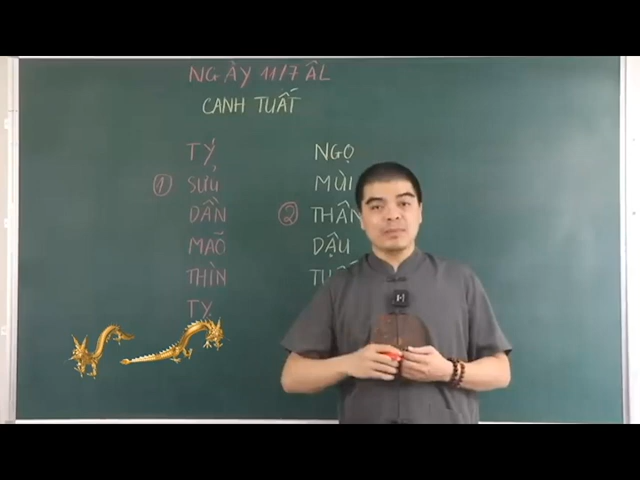 NGÀY 11/7 ÂL
CANH TUẤT
TÝ
① SỬU
DẦN
MÃO
THÌN
TỴ
NGỌ
MÙI
② THÂN
DẬU